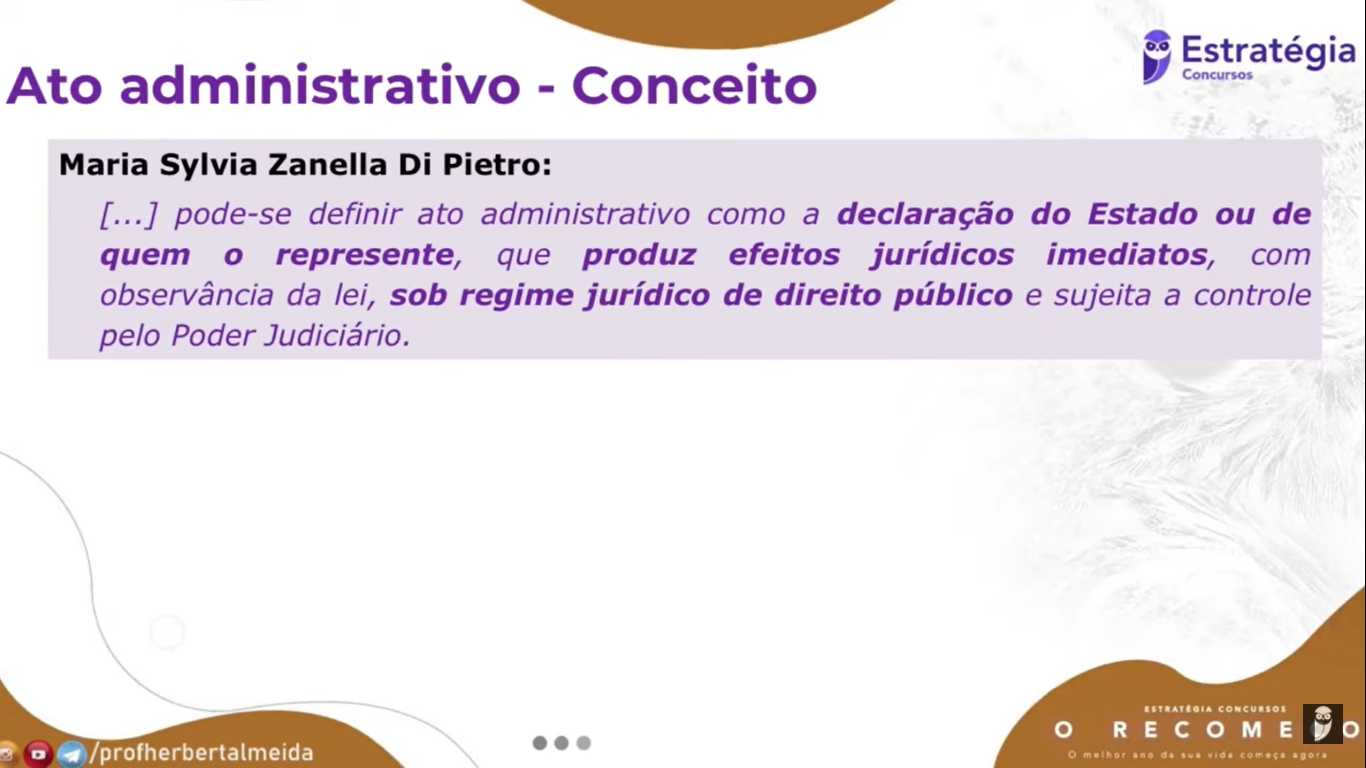 Estratégia
Concursos
Ato administrativo - Conceito
Maria Sylvia Zanella Di Pietro:
[...] pode-se definir ato administrativo como a declaração do Estado ou de
quem o represente, que produz efeitos jurídicos imediatos, com
observância da lei, sob regime jurídico de direito público e sujeita a controle
pelo Poder Judiciário.
/profherbertalmeida
ESTRATÉGIA CONCURSOS
O RECOME O
O melhor ano da sua vida começa agora